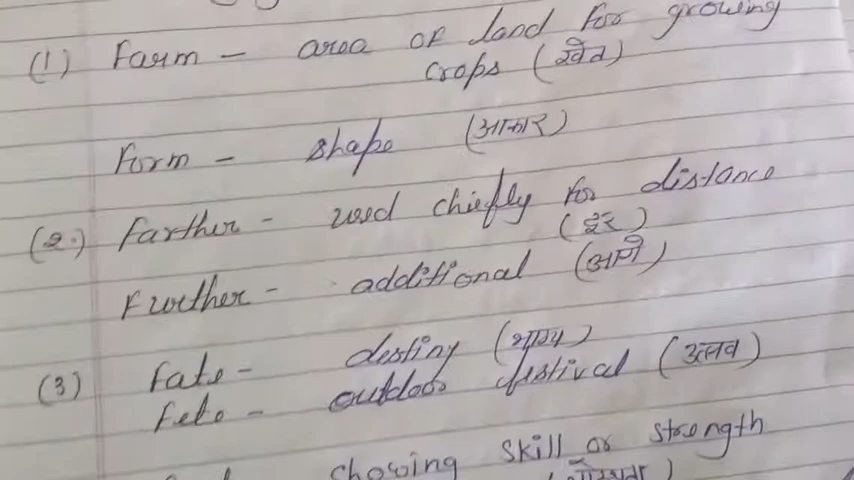 (1) Farm - area of land for growing
crops (खेत)
Form - shape (आकार)
(2.) Farther - used chiefly for distance
(दूर)
Further - additional (आगे)
(3) Fate - destiny (भाग्य)
Fete - outdoor festival (उत्सव)
showing skill or strength